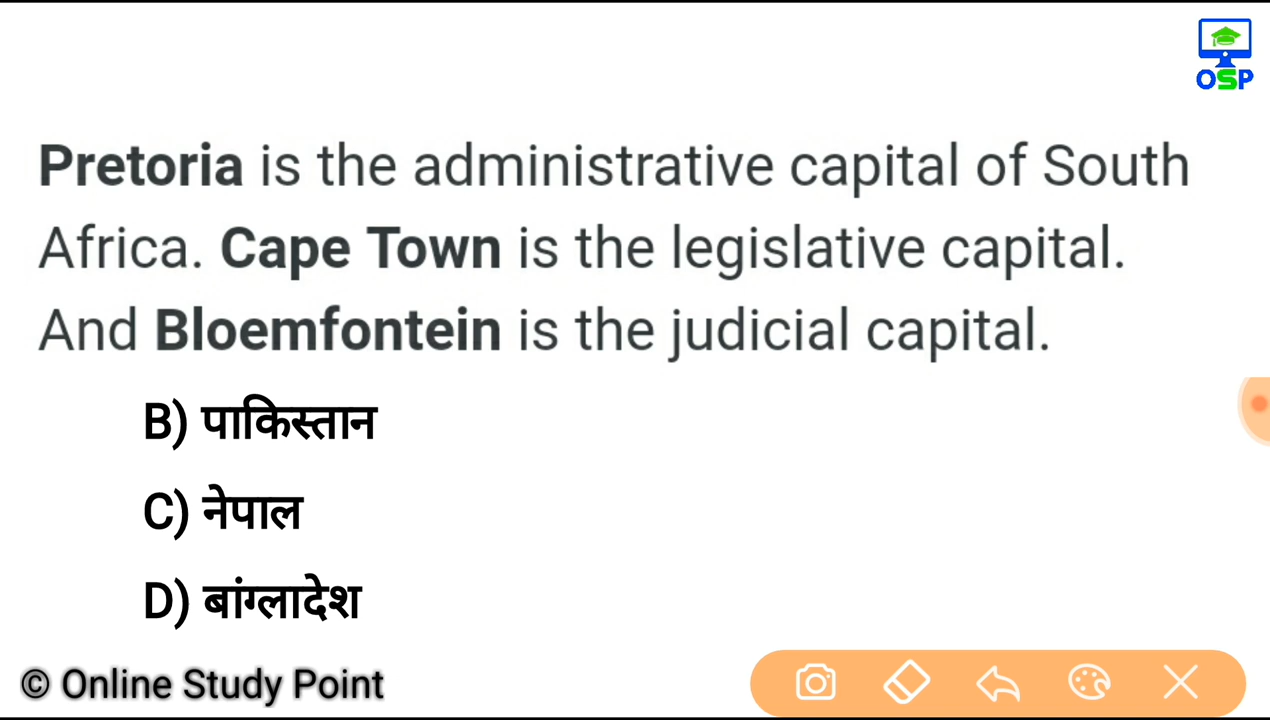 OSP
Pretoria is the administrative capital of South
Africa. Cape Town is the legislative capital.
And Bloemfontein is the judicial capital.
B) पाकिस्तान
C) नेपाल
D) बांग्लादेश
© Online Study Point